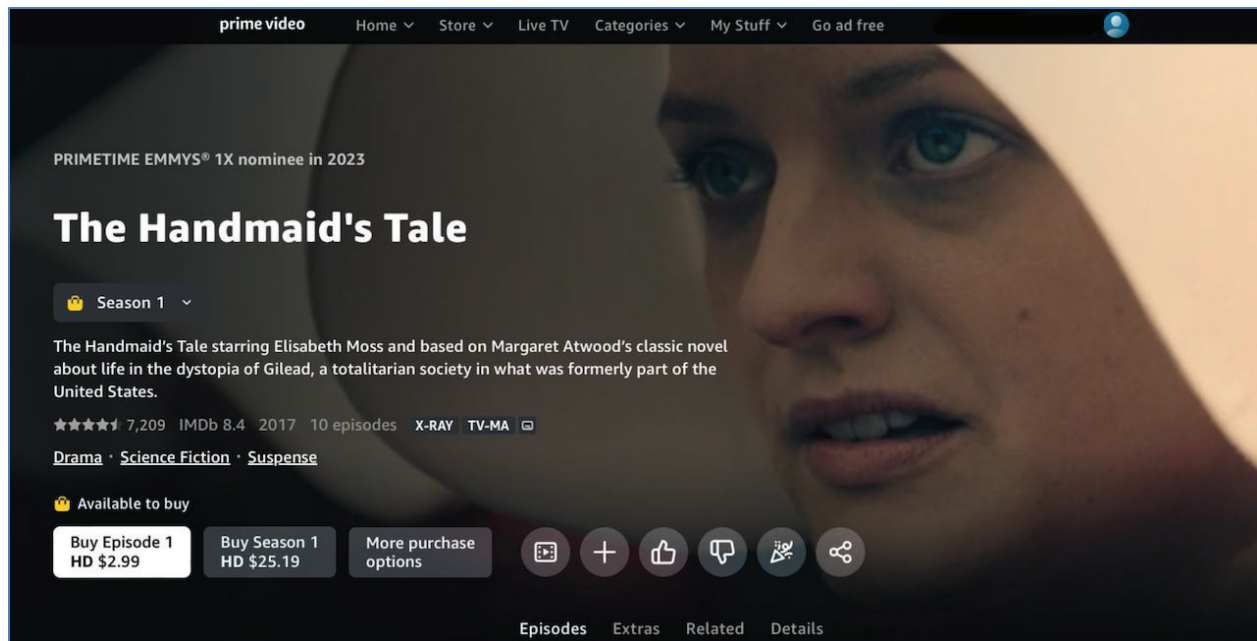 prime video Home Store Live TV Categories My Stuff Go ad free
PRIMETIME EMMYS® 1X nominee in 2023
The Handmaid's Tale
Season 1
The Handmaid's Tale starring Elisabeth Moss and based on Margaret Atwood's classic novel
about life in the dystopia of Gilead, a totalitarian society in what was formerly part of the
United States.
7,209 IMDb 8.4 2017 10 episodes X-RAY TV-MA
Drama · Science Fiction · Suspense
Available to buy
Buy Episode 1
HD $2.99
Buy Season 1
HD $25.19
More purchase
options
Episodes Extras Related Details